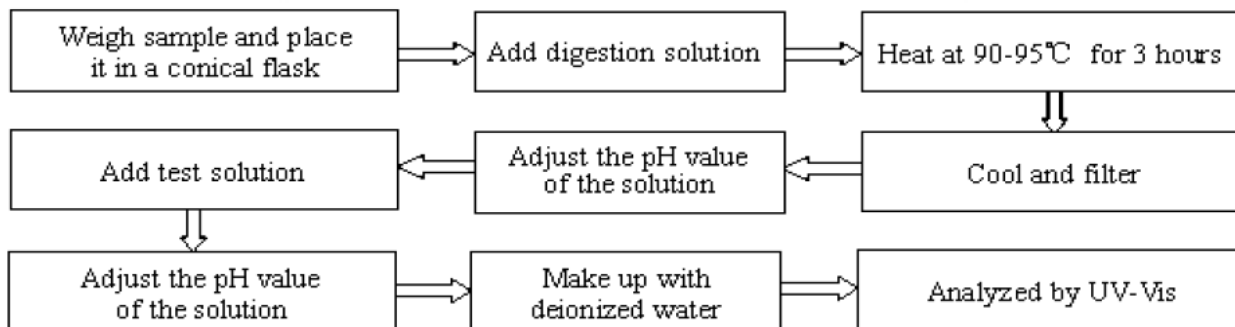 Weigh sample and place
it in a conical flask
Add digestion solution
Heat at 90-95℃ for 3 hours
Cool and filter
Adjust the pH value
of the solution
Add test solution
Adjust the pH value
of the solution
Make up with
deionized water
Analyzed by UV-Vis